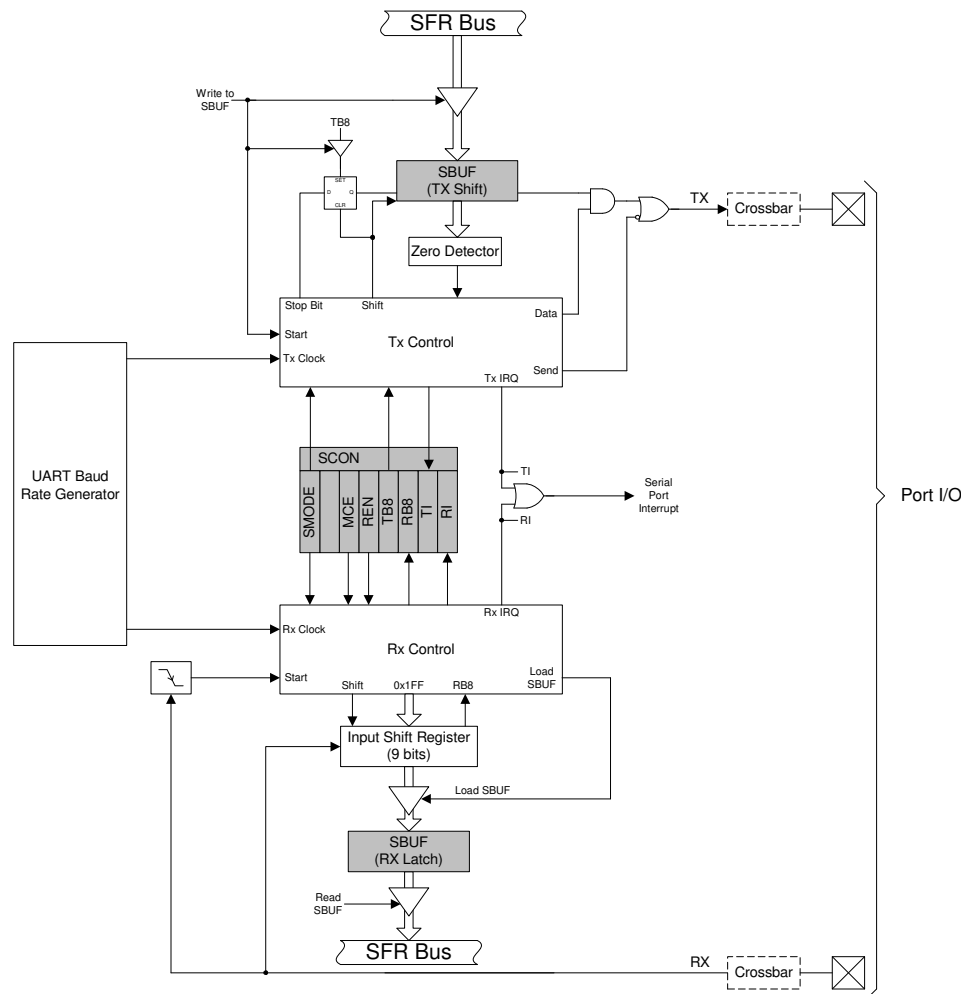 SFR Bus
Write to
SBUF
TB8
SET
D
Q
CLR
SBUF
(TX Shift)
TX
Crossbar
Zero Detector
Stop Bit
Shift
Data
Start
Tx Control
Tx Clock
Send
Tx IRQ
UART Baud
Rate Generator
SCON
SMODE
MCE
REN
TB8
RB8
TI
RI
TI
Serial
Port
Interrupt
RI
Port I/O
Rx IRQ
Rx Clock
Rx Control
Start
Load
SBUF
Shift
0x1FF
RB8
Input Shift Register
(9 bits)
Load SBUF
SBUF
(RX Latch)
Read
SBUF
SFR Bus
RX
Crossbar